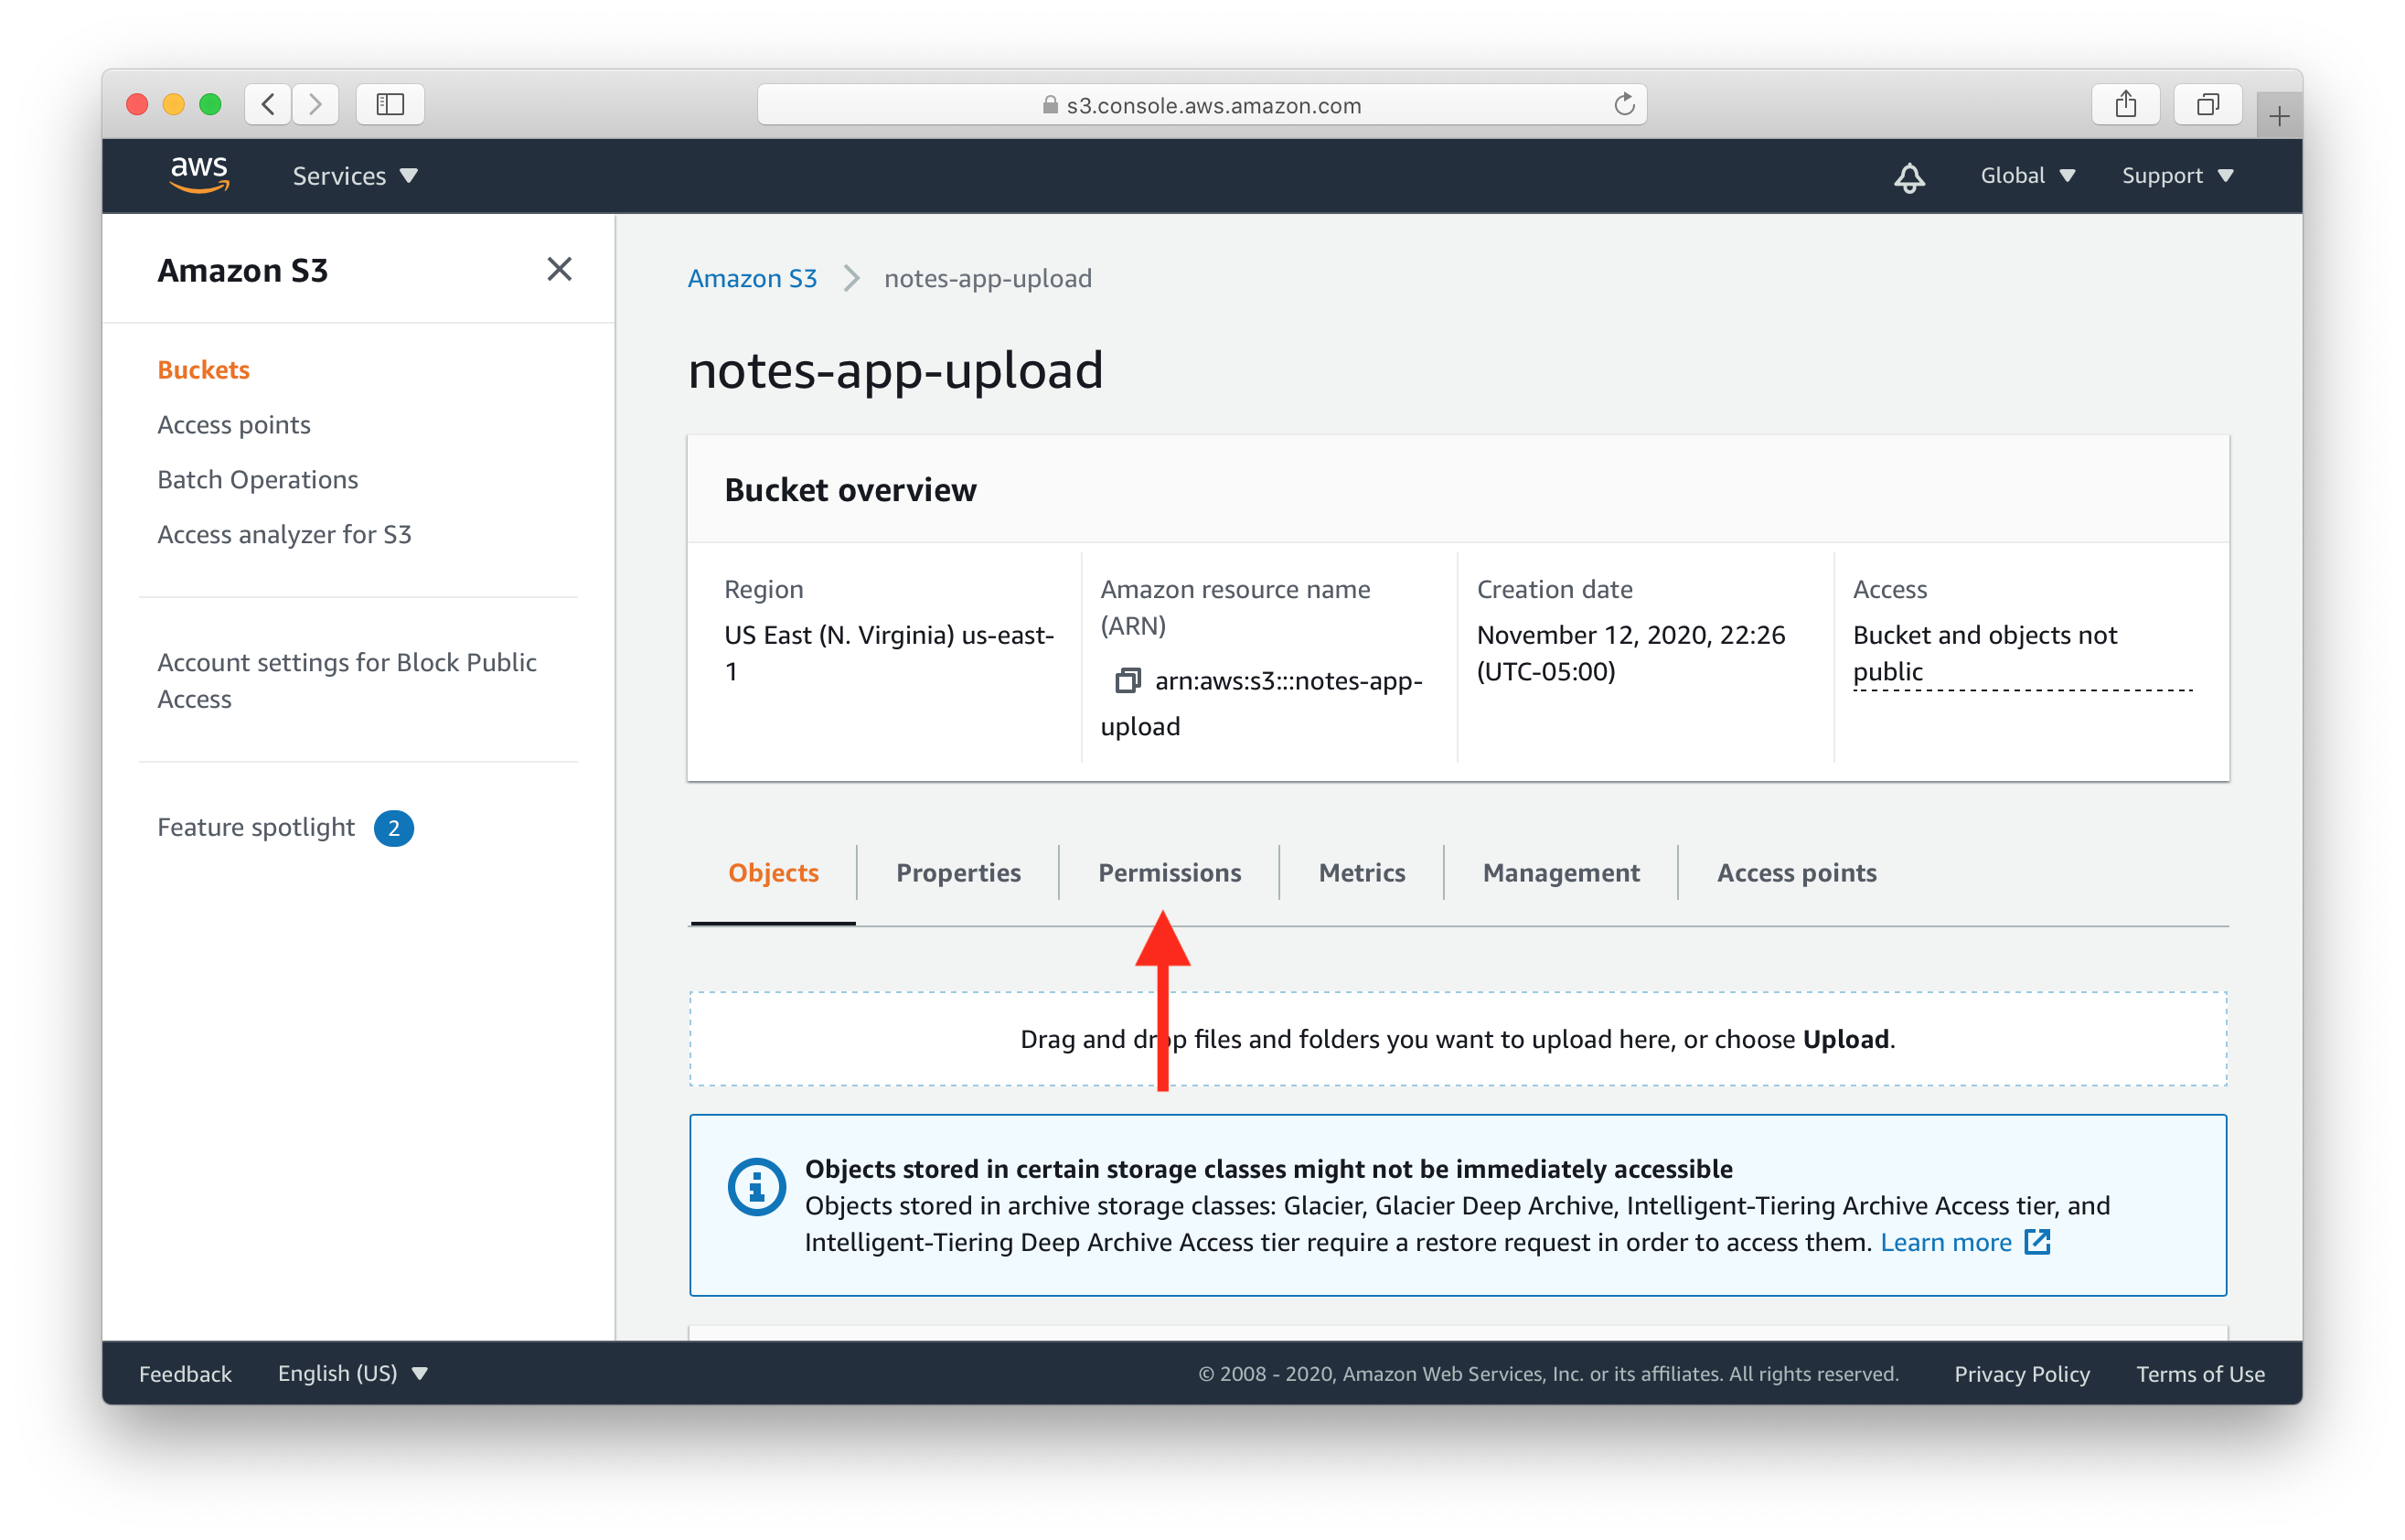 s3.console.aws.amazon.com
aws
Services
Global
Support
Amazon S3
Buckets
Access points
Batch Operations
Access analyzer for S3
Account settings for Block Public
Access
Feature spotlight 2
Amazon S3 notes-app-upload
notes-app-upload
Bucket overview
Region
US East (N. Virginia) us-east-
1
Amazon resource name
(ARN)
arn:aws:s3:::notes-app-
upload
Creation date
November 12, 2020, 22:26
(UTC-05:00)
Access
Bucket and objects not
public
Objects
Properties
Permissions
Metrics
Management
Access points
Drag and drop files and folders you want to upload here, or choose Upload.
Objects stored in certain storage classes might not be immediately accessible
Objects stored in archive storage classes: Glacier, Glacier Deep Archive, Intelligent-Tiering Archive Access tier, and
Intelligent-Tiering Deep Archive Access tier require a restore request in order to access them. Learn more
Feedback
English (US)
© 2008 - 2020, Amazon Web Services, Inc. or its affiliates. All rights reserved.
Privacy Policy
Terms of Use